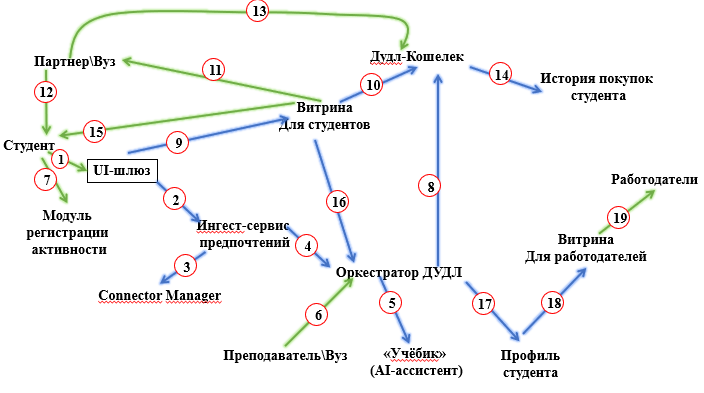 13
Партнер\Вуз
Дудл-Кошелек
11
10
14
История покупок
студента
12
Витрина
Для студентов
15
Студент
9
1
UI-шлюз
7
2
8
Работодатели
16
19
Модуль
регистрации
активности
Ингест-сервис
предпочтений
4
Витрина
Для работодателей
3
Оркестратор ДУДЛ
Connector Manager
5
17
18
6
Преподаватель\Вуз
«Учёбик»
(AI-ассистент)
Профиль
студента